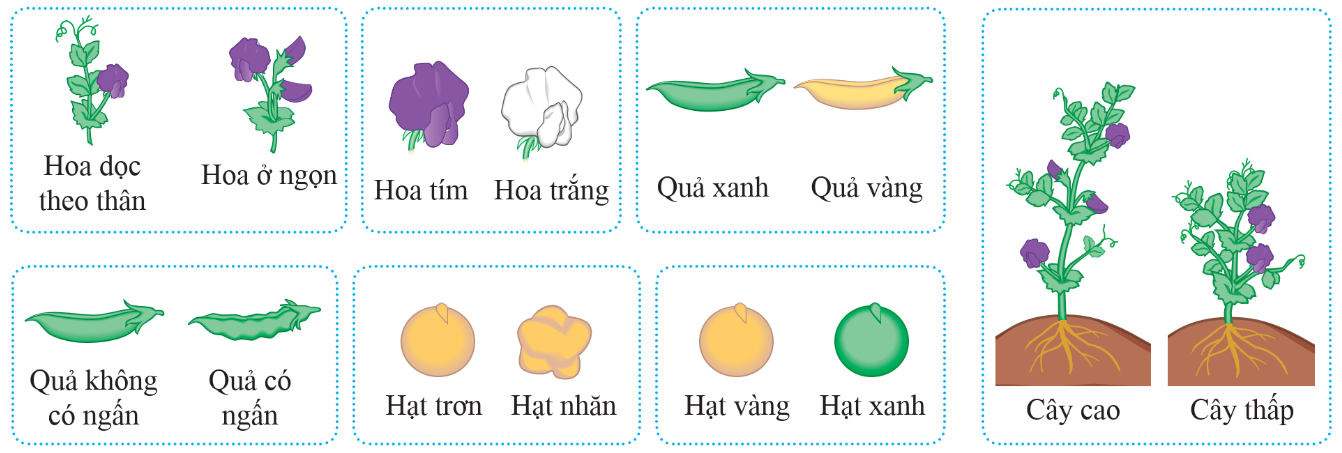 Hoa dọc
theo thân
Hoa ở ngọn
Hoa tím
Hoa trắng
Quả xanh
Quả vàng
Quả không
có ngấn
Quả có
ngấn
Hạt trơn
Hạt nhăn
Hạt vàng
Hạt xanh
Cây cao
Cây thấp